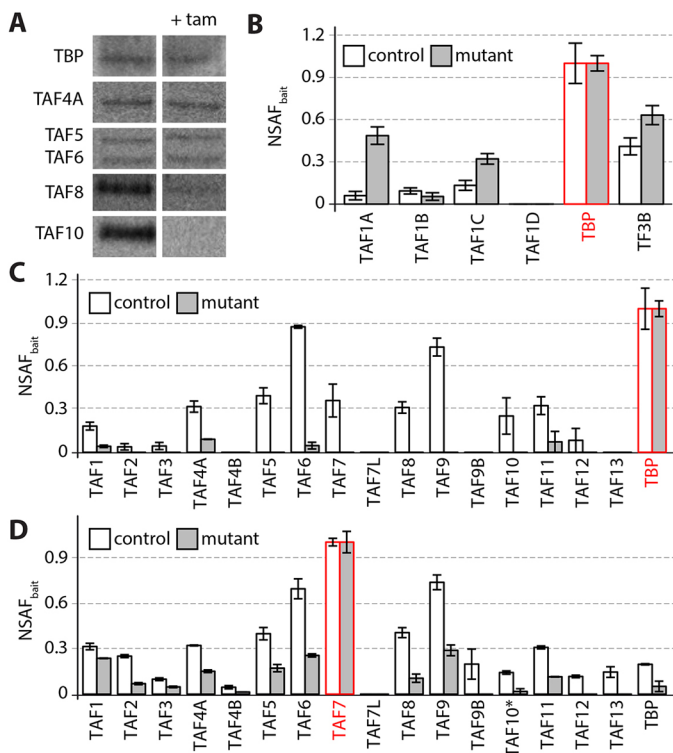 A
+ tam
TBP
TAF4A
TAF5
TAF6
TAF8
TAF10
B
1.2
0.9
0.6
0.3
0
NSAFbait
control mutant
TAF1A TAF1B TAF1C TAF1D TBP TF3B
C
1.2
0.9
0.6
0.3
0
NSAFbait
control mutant
TAF1 TAF2 TAF3 TAF4A TAF4B TAF5 TAF6 TAF7 TAF7L TAF8 TAF9 TAF9B TAF10 TAF11 TAF12 TAF13 TBP
D
0.9
0.6
0.3
0
NSAFbait
control mutant
TAF1 TAF2 TAF3 TAF4A TAF4B TAF5 TAF6 TAF7 TAF7L TAF8 TAF9 TAF9B TAF10* TAF11 TAF12 TAF13 TBP